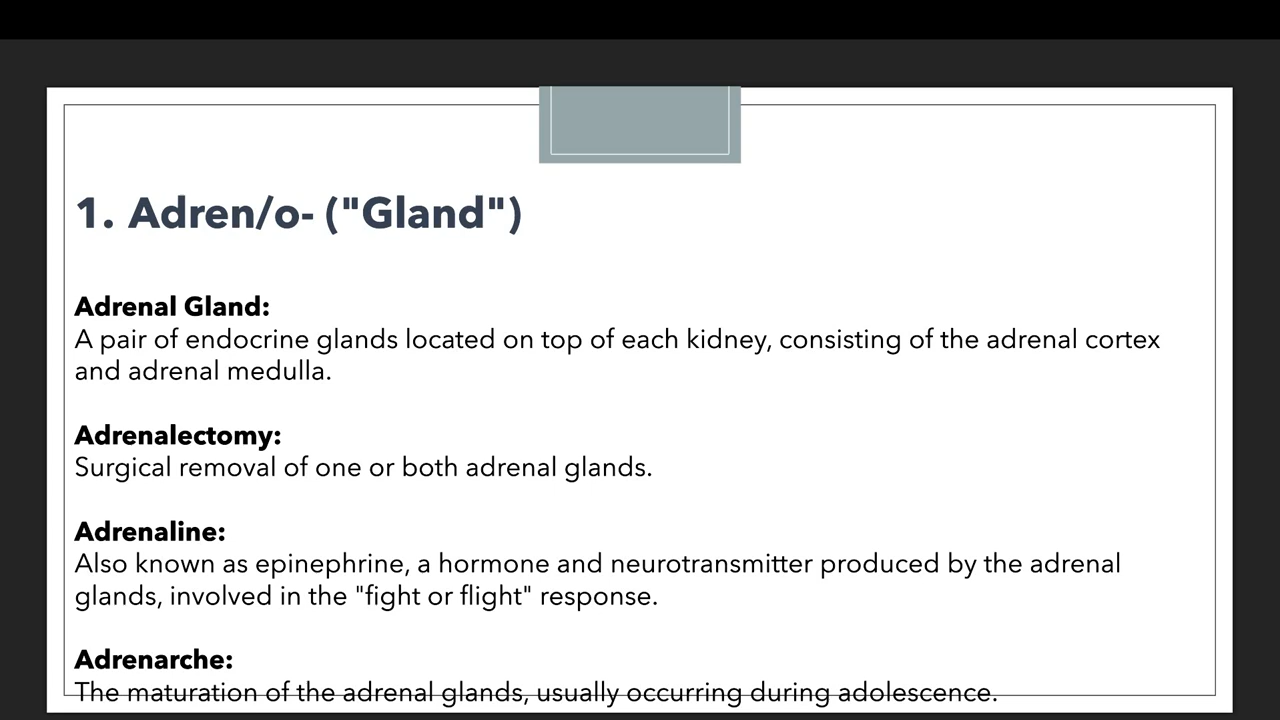 1. Adren/o- ("Gland")
Adrenal Gland:
A pair of endocrine glands located on top of each kidney, consisting of the adrenal cortex
and adrenal medulla.
Adrenalectomy:
Surgical removal of one or both adrenal glands.
Adrenaline:
Also known as epinephrine, a hormone and neurotransmitter produced by the adrenal
glands, involved in the "fight or flight" response.
Adrenarche:
The maturation of the adrenal glands, usually occurring during adolescence.